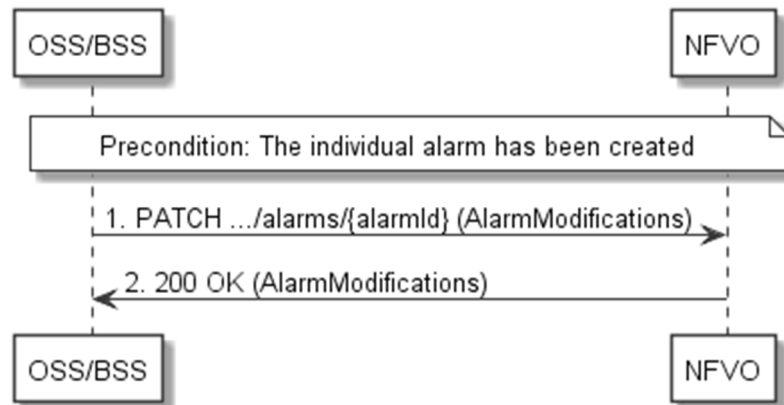 OSS/BSS
NFVO
Precondition: The individual alarm has been created
1. PATCH .../alarms/{alarmId} (AlarmModifications)
2. 200 OK (AlarmModifications)
OSS/BSS
NFVO